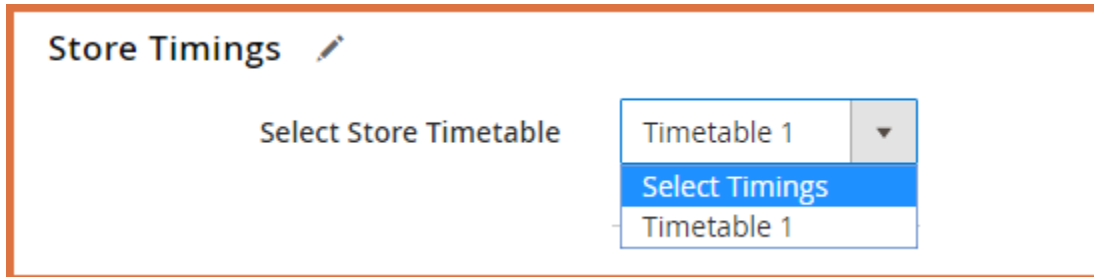 Store Timings
Select Store Timetable
Timetable 1
Select Timings
Timetable 1